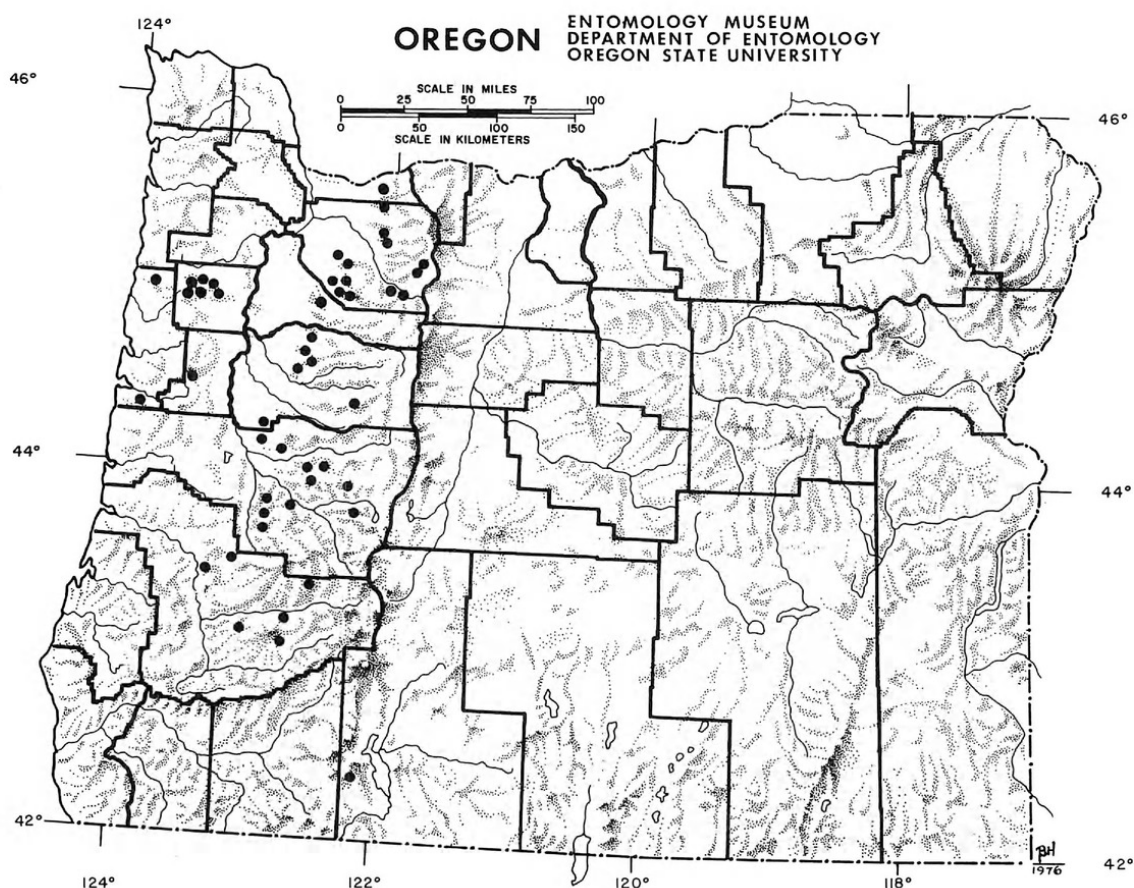 124°
OREGON
ENTOMOLOGY MUSEUM
DEPARTMENT OF ENTOMOLOGY
OREGON STATE UNIVERSITY
46°
SCALE IN MILES
0 25 50 75 100
0 50 100 150
SCALE IN KILOMETERS
46°
44°
44°
42°
BH
1976
42°
124°
122°
120°
118°